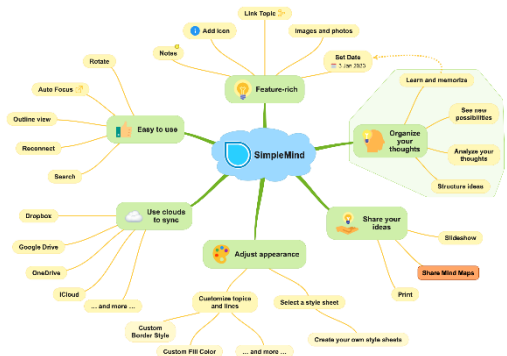 Link Topic
Add Icon
Images and photos
Notes
Set Date
3 Jan 2025
Feature-rich
Rotate
Auto Focus
Outline view
Reconnect
Search
Easy to use
SimpleMind
Learn and memorize
See new
possibilities
Organize
your
thoughts
Analyze your
thoughts
Structure ideas
Dropbox
Google Drive
OneDrive
iCloud
... and more ...
Use clouds
to sync
Share your
ideas
Slideshow
Share Mind Maps
Print
Adjust appearance
Customize topics
and lines
Select a style sheet
Custom
Border Style
Custom Fill Color
... and more ...
Create your own style sheets